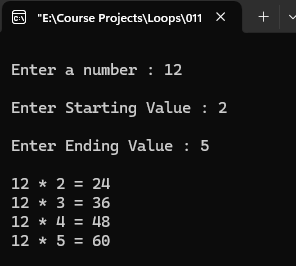 "E:\Course Projects\Loops\011
Enter a number : 12
Enter Starting Value : 2
Enter Ending Value : 5
12 * 2 = 24
12 * 3 = 36
12 * 4 = 48
12 * 5 = 60